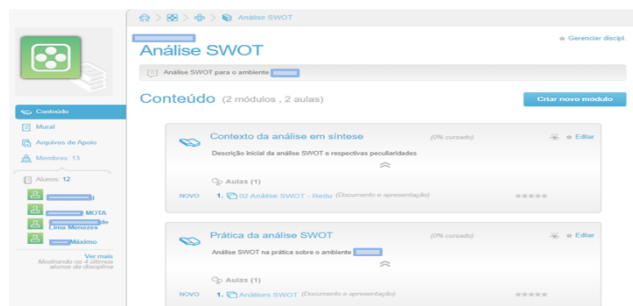 Análise SWOT
Gerenciar discipl.
Análise SWOT
Análise SWOT para o ambiente
Conteúdo (2 módulos , 2 aulas)
Criar novo módulo
Conteúdo
Mural
Arquivos de Apoio
Membros: 13
Alunos: 12
MOTA
de
Lima Menezes
Máximo
Ver mais
Mostrando os 4 últimos
alunos da disciplina
Contexto da análise em síntese (0% cursado) Editar
Descrição Inicial da análise SWOT e respectivas peculiaridades
Aulas (1)
NOVO 1. 02 Análise SWOT - Redu (Documento e apresentação)
Prática da análise SWOT (0% cursado) Editar
Análise SWOT na prática sobre o ambiente
Aulas (1)
NOVO 1. Análises SWOT (Documento e apresentação)